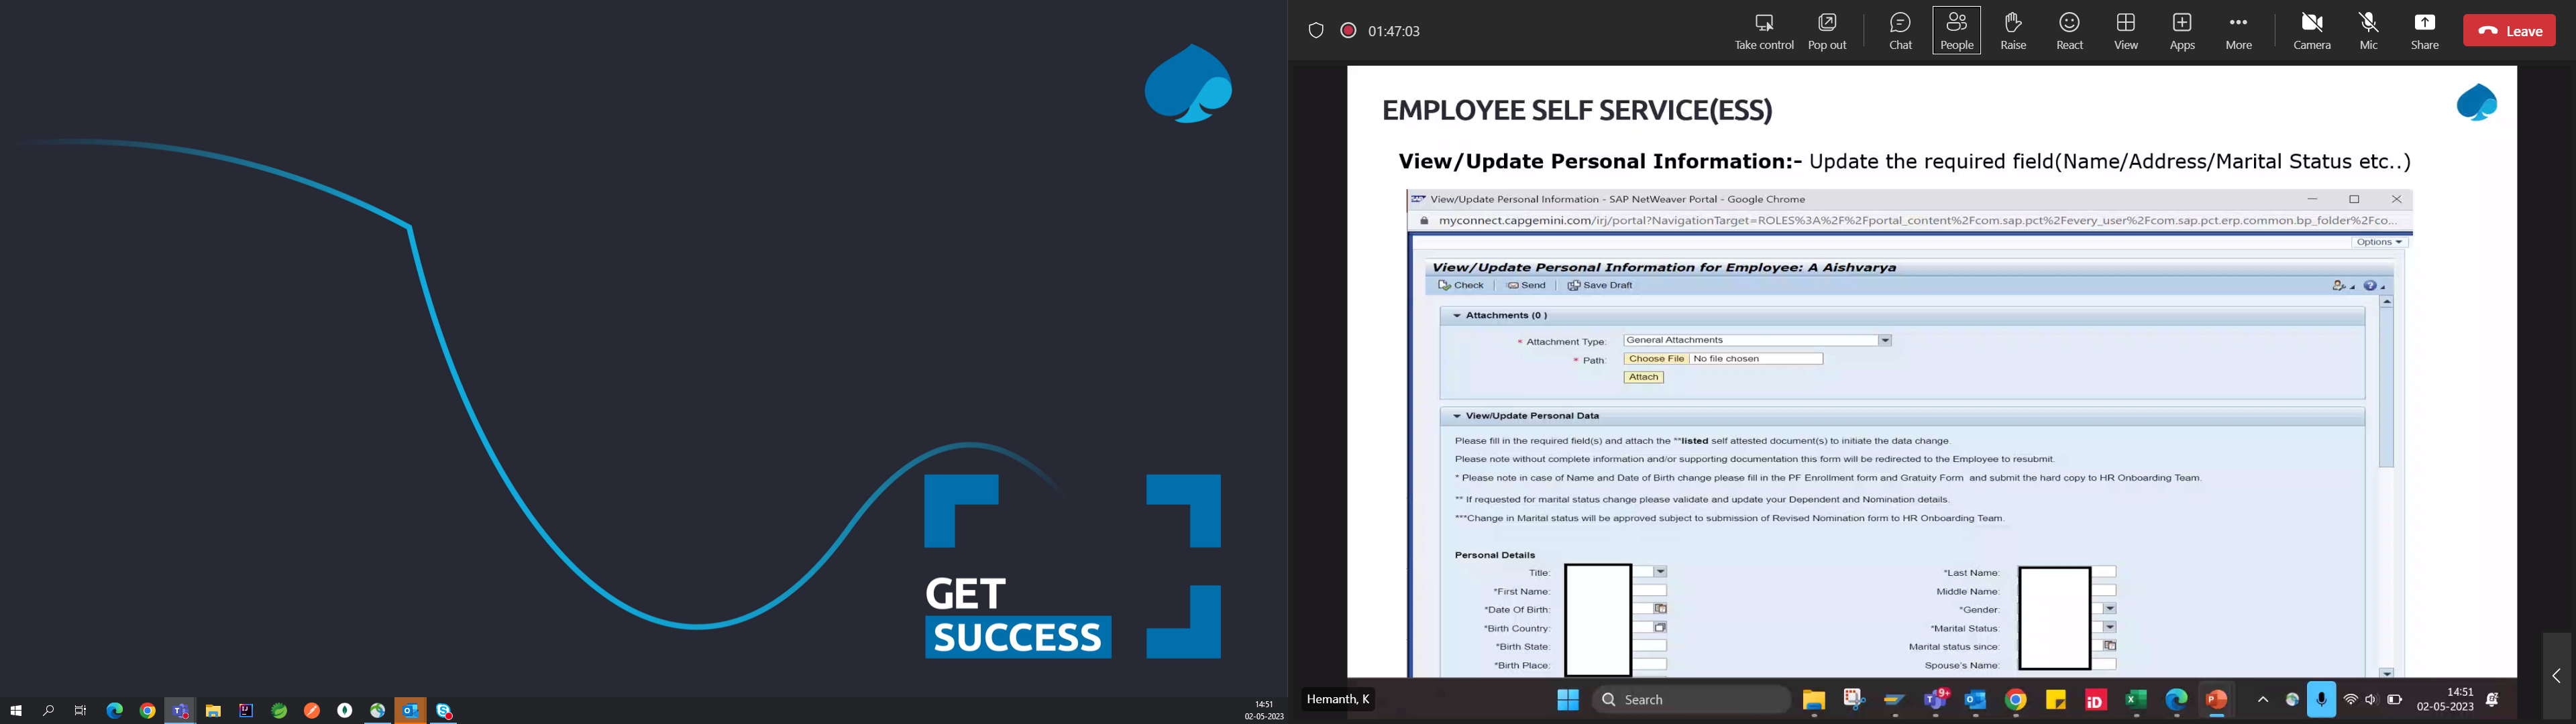 GET
SUCCESS
14:51
02-05-2023
01:47:03
Take control
Pop out
Chat
People
Raise
React
View
Apps
More
Camera
Mic
Share
Leave
EMPLOYEE SELF SERVICE(ESS)
View/Update Personal Information:- Update the required field(Name/Address/Marital Status etc..)
View/Update Personal Information - SAP NetWeaver Portal - Google Chrome
myconnect.capgemini.com/irj/portal?NavigationTarget=ROLES%3A%2F%2Fportal_content%2Fcom.sap.pct%2Fevery_user%2Fcom.sap.pct.erp.common.bp_folder%2Fco...
Options
View/Update Personal Information for Employee: A Aishvarya
Check
Send
Save Draft
Attachments (0 )
* Attachment Type: General Attachments
* Path: Choose File No file chosen
Attach
View/Update Personal Data
Please fill in the required field(s) and attach the **listed self attested document(s) to initiate the data change.
Please note without complete information and/or supporting documentation this form will be redirected to the Employee to resubmit.
* Please note in case of Name and Date of Birth change please fill in the PF Enrollment form and Gratuity Form and submit the hard copy to HR Onboarding Team.
** If requested for marital status change please validate and update your Dependent and Nomination details.
***Change in Marital status will be approved subject to submission of Revised Nomination form to HR Onboarding Team.
Personal Details
Title:
*Last Name:
*First Name:
Middle Name:
*Date Of Birth:
*Gender:
*Birth Country:
*Marital Status:
*Birth State:
Marital status since:
*Birth Place:
Spouse's Name:
Hemanth, K
Search
9+
iD
14:51
02-05-2023